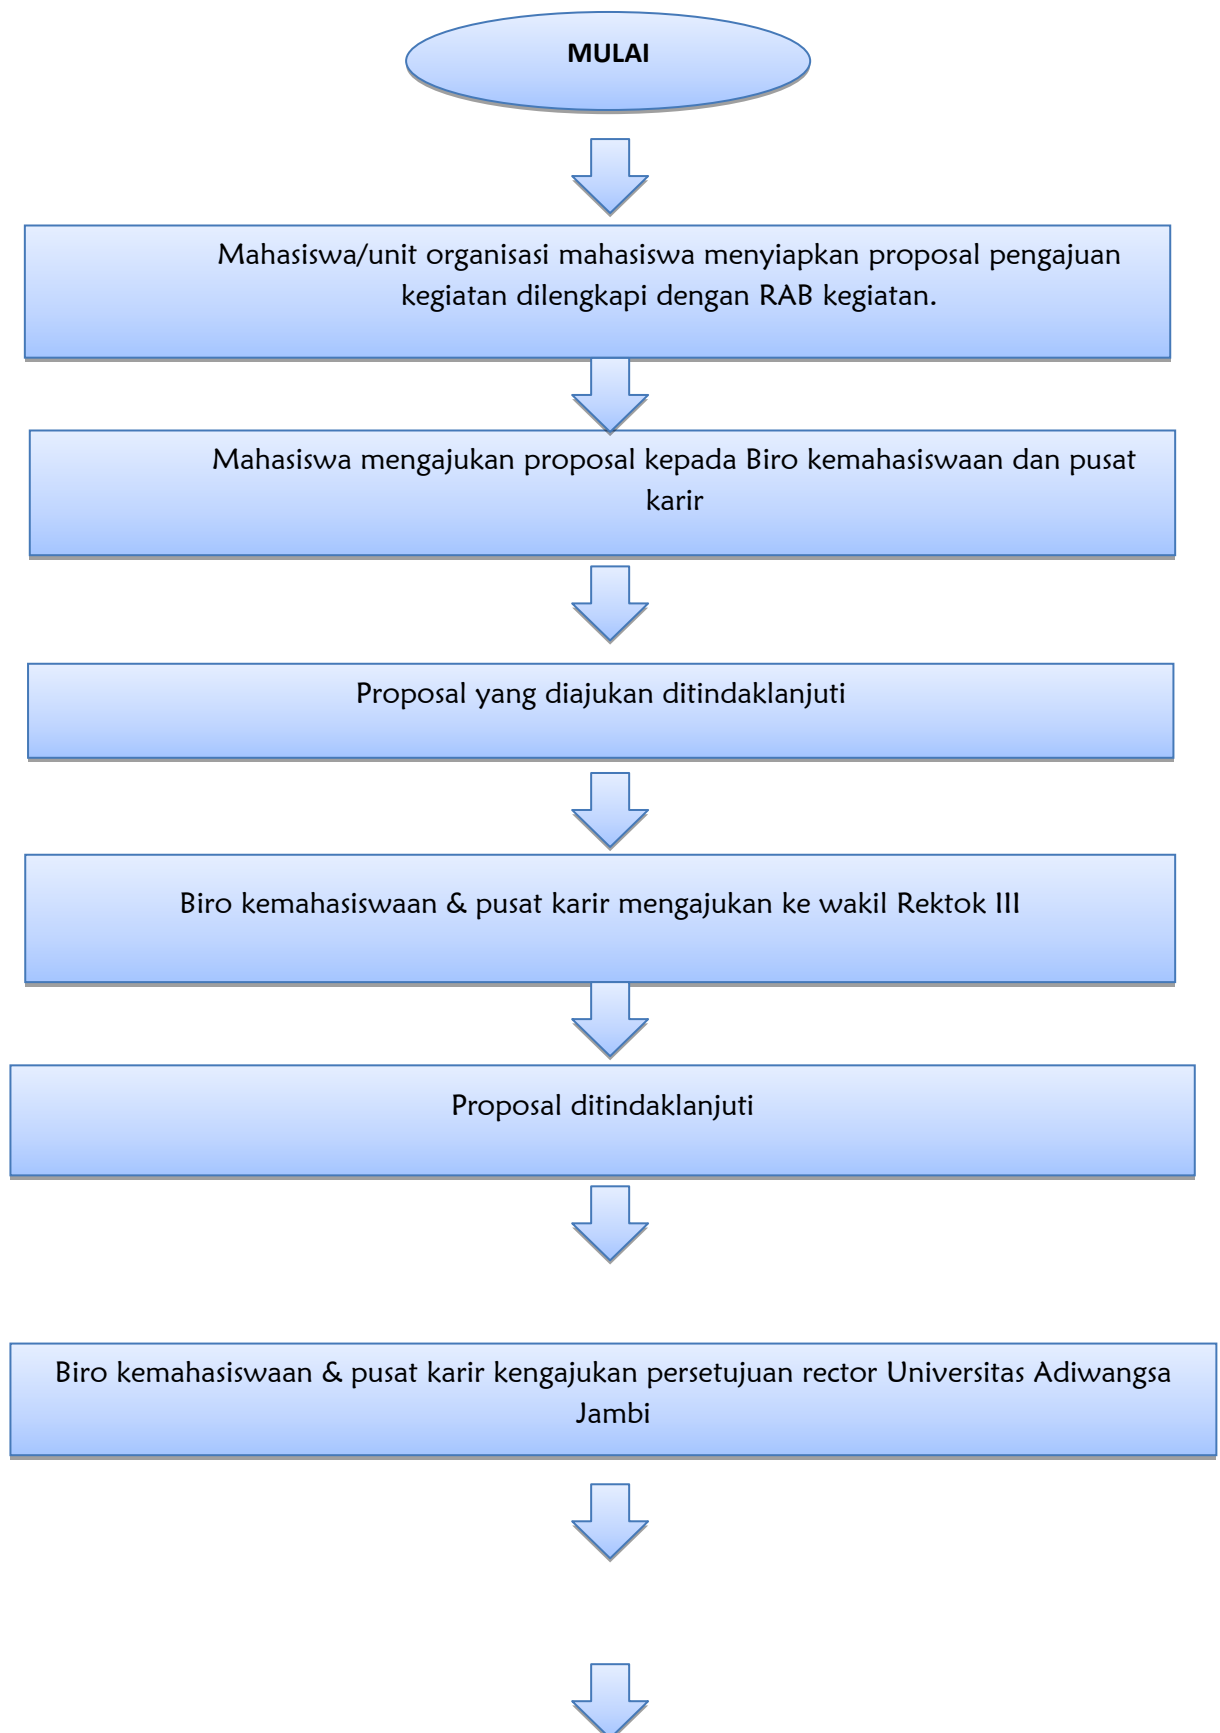 MULAI
Mahasiswa/unit organisasi mahasiswa menyiapkan proposal pengajuan
kegiatan dilengkapi dengan RAB kegiatan.
Mahasiswa mengajukan proposal kepada Biro kemahasiswaan dan pusat
karir
Proposal yang diajukan ditindaklanjuti
Biro kemahasiswaan & pusat karir mengajukan ke wakil Rektok III
Proposal ditindaklanjuti
Biro kemahasiswaan & pusat karir kengajukan persetujuan rector Universitas Adiwangsa
Jambi